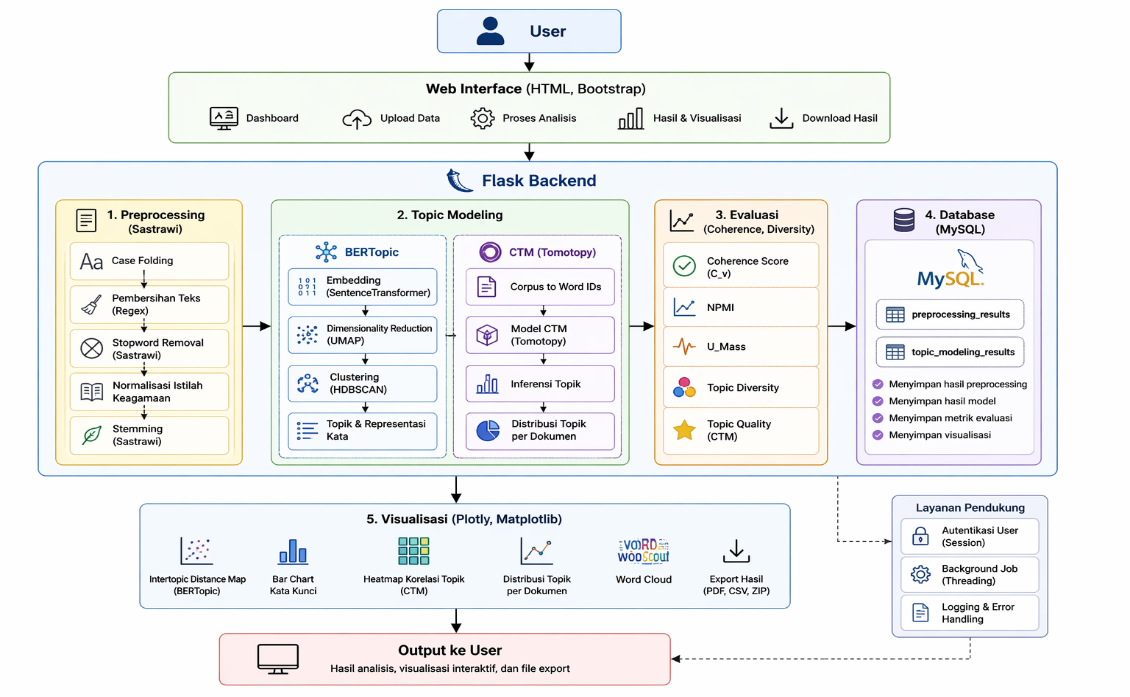 User
Web Interface (HTML, Bootstrap)
Dashboard
Upload Data
Proses Analisis
Hasil & Visualisasi
Download Hasil
Flask Backend
1. Preprocessing
(Sastrawi)
Aa
Case Folding
Pembersihan Teks
(Regex)
Stopword Removal
(Sastrawi)
Normalisasi Istilah
Keagamaan
Stemming
(Sastrawi)
2. Topic Modeling
BERTopic
Embedding
(SentenceTransformer)
Dimensionality Reduction
(UMAP)
Clustering
(HDBSCAN)
Topik & Representasi
Kata
CTM (Tomotopy)
Corpus to Word IDs
Model CTM
(Tomotopy)
Inferensi Topik
Distribusi Topik
per Dokumen
3. Evaluasi
(Coherence, Diversity)
Coherence Score
(C_v)
NPMI
U_Mass
Topic Diversity
Topic Quality
(CTM)
4. Database
(MySQL)
MySQL
preprocessing_results
topic_modeling_results
Menyimpan hasil preprocessing
Menyimpan hasil model
Menyimpan metrik evaluasi
Menyimpan visualisasi
5. Visualisasi (Plotly, Matplotlib)
Intertopic Distance Map
(BERTopic)
Bar Chart
Kata Kunci
Heatmap Korelasi Topik
(CTM)
Distribusi Topik
per Dokumen
Word Cloud
Export Hasil
(PDF, CSV, ZIP)
Layanan Pendukung
Autentikasi User
(Session)
Background Job
(Threading)
Logging & Error
Handling
Output ke User
Hasil analisis, visualisasi interaktif, dan file export